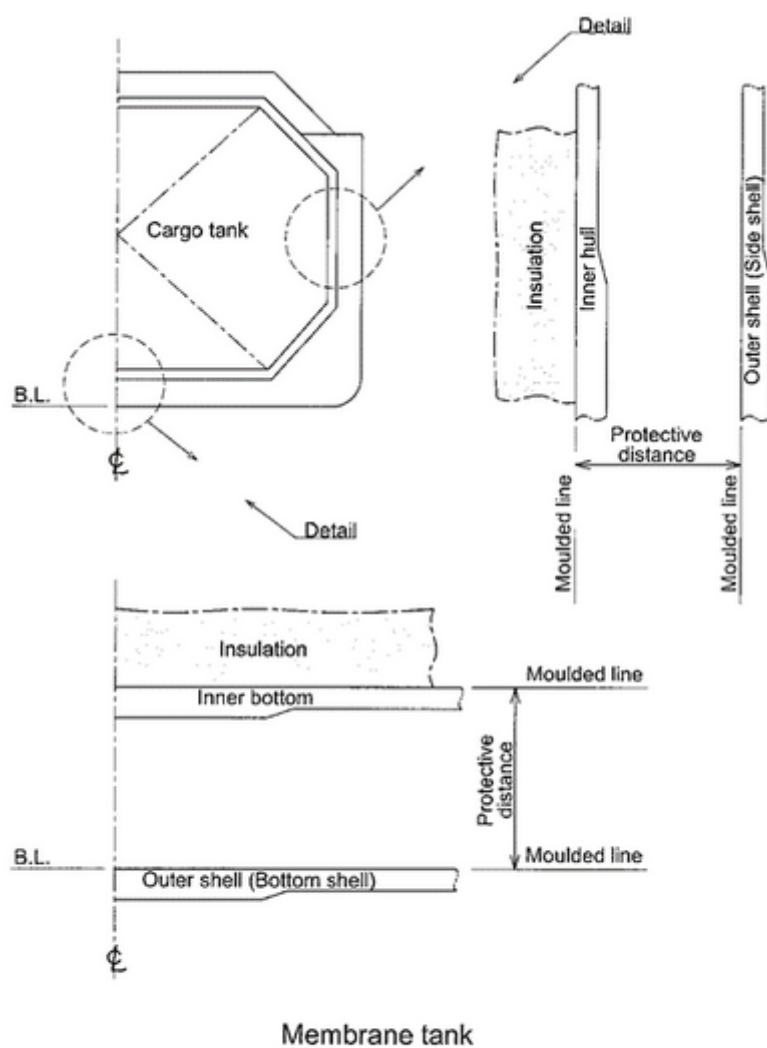 Detail
Cargo tank
B.L.
℄
Insulation
Inner hull
Outer shell (Side shell)
Protective
distance
Moulded line
Moulded line
Detail
Insulation
Inner bottom
Moulded line
Protective
distance
B.L.
Moulded line
Outer shell (Bottom shell)
℄
Membrane tank